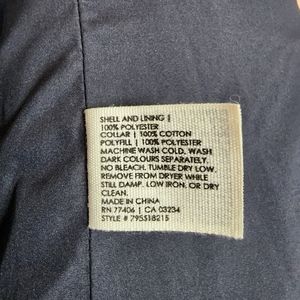 SHELL AND LINING |
100% POLYESTER
COLLAR | 100% COTTON
POLYFILL | 100% POLYESTER
MACHINE WASH COLD. WASH
DARK COLOURS SEPARATELY.
NO BLEACH. TUMBLE DRY LOW.
REMOVE FROM DRYER WHILE
STILL DAMP. LOW IRON. OR DRY
CLEAN.
MADE IN CHINA
RN 77406 | CA 03234
STYLE # 795518215